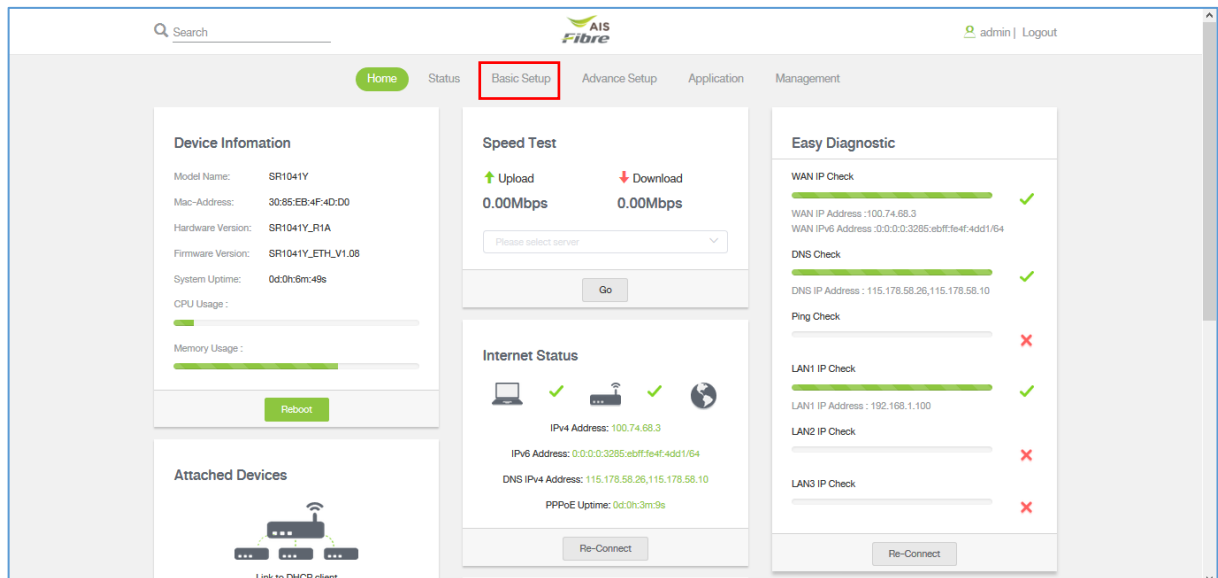 Search
AIS
Fibre
admin | Logout
Home
Status
Basic Setup
Advance Setup
Application
Management
Device Infomation
Model Name: SR1041Y
Mac-Address: 30:85:EB:4F:4D:D0
Hardware Version: SR1041Y_R1A
Firmware Version: SR1041Y_ETH_V1.08
System Uptime: 0d:0h:6m:49s
CPU Usage :
Memory Usage :
Reboot
Attached Devices
Link to DHCP client
Speed Test
Upload
Download
0.00Mbps
0.00Mbps
Please select server
Go
Internet Status
IPv4 Address: 100.74.68.3
IPv6 Address: 0:0:0:0:3285:ebff:fe4f:4dd1/64
DNS IPv4 Address: 115.178.58.26,115.178.58.10
PPPoE Uptime: 0d:0h:3m:9s
Re-Connect
Easy Diagnostic
WAN IP Check
WAN IP Address :100.74.68.3
WAN IPv6 Address :0:0:0:0:3285:ebff:fe4f:4dd1/64
DNS Check
DNS IP Address : 115.178.58.26,115.178.58.10
Ping Check
LAN1 IP Check
LAN1 IP Address : 192.168.1.100
LAN2 IP Check
LAN3 IP Check
Re-Connect